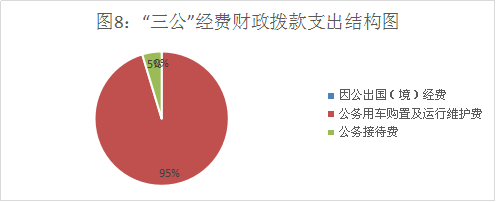 图8：“三公”经费财政拨款支出结构图
5%
0%
95%
因公出国（境）经费
公务用车购置及运行维护费
公务接待费